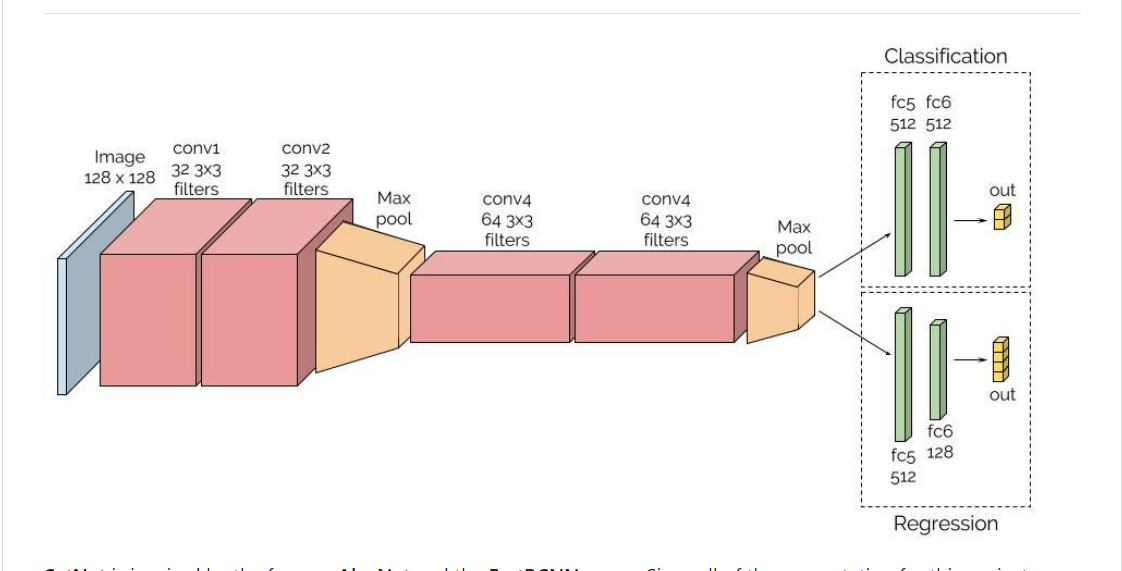 Classification
fc5 fc6
512 512
Image
128 x 128
conv1
32 3x3
filters
conv2
32 3x3
filters
Max
pool
conv4
64 3x3
filters
conv4
64 3x3
filters
Max
pool
out
out
fc6
128
fc5
512
Regression